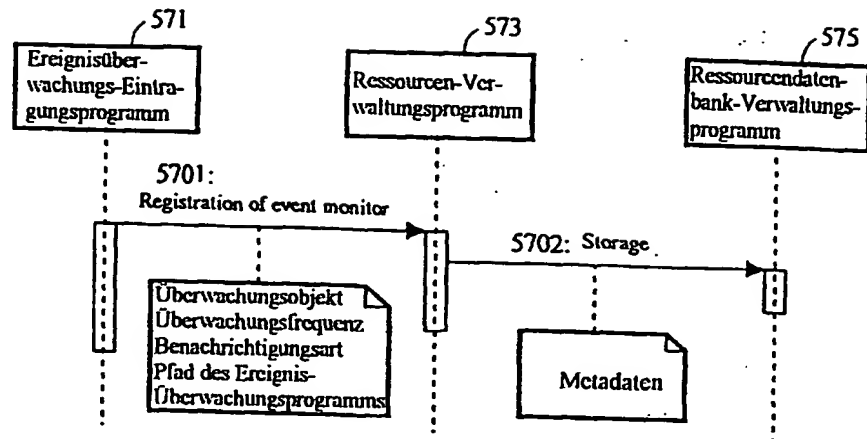 571
Ereignisüber-
wachungs-Eintra-
gungsprogramm
573
Ressourcen-Ver-
waltungsprogramm
575
Ressourcendaten-
bank-Verwaltungs-
programm
5701:
Registration of event monitor
5702: Storage
Überwachungsobjekt
Überwachungsfrequenz
Benachrichtigungsart
Pfad des Ereignis-
Überwachungsprogramms
Metadaten